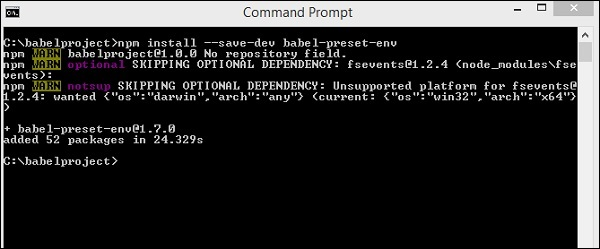 Command Prompt
C:\babelproject>npm install --save-dev babel-preset-env
npm WARN babelproject@1.0.0 No repository field.
npm WARN optional SKIPPING OPTIONAL DEPENDENCY: fsevents@1.2.4 (node_modules\fse
vents):
npm WARN notsup SKIPPING OPTIONAL DEPENDENCY: Unsupported platform for fsevents@
1.2.4: wanted {"os":"darwin","arch":"any"} (current: {"os":"win32","arch":"x64"}
)
+ babel-preset-env@1.7.0
added 52 packages in 24.329s
C:\babelproject>